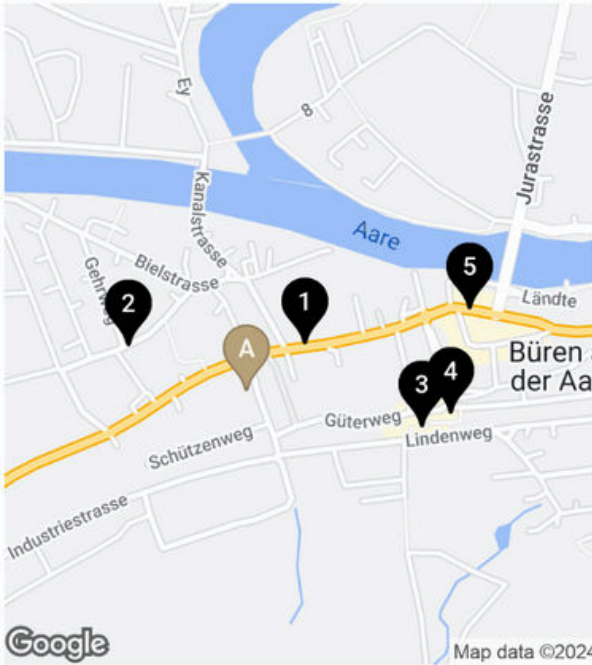 Ey
8
Jurastrasse
Kanalstrasse
Aare
Bielstrasse
Gehrweg
5
Ländte
2
1
A
Büren a
der Aa
3
4
Güterweg
Schützenweg
Lindenweg
Industriestrasse
Google
Map data ©2024